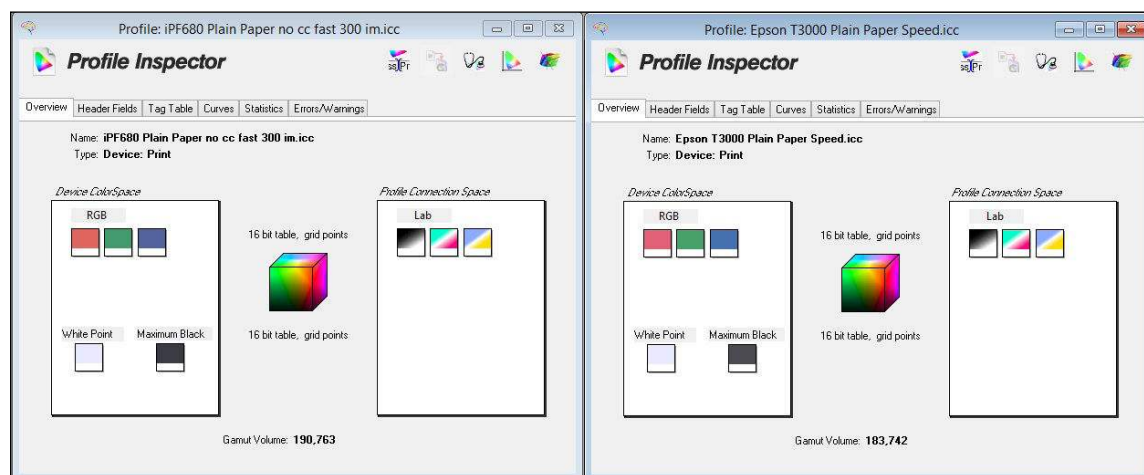 Profile: iPF680 Plain Paper no cc fast 300 im.icc
Profile Inspector
Overview Header Fields Tag Table Curves Statistics Errors/Warnings
Name: iPF680 Plain Paper no cc fast 300 im.icc
Type: Device: Print
Device ColorSpace
Profile Connection Space
RGB
Lab
16 bit table, grid points
White Point
Maximum Black
16 bit table, grid points
Gamut Volume: 190,763
Profile: Epson T3000 Plain Paper Speed.icc
Profile Inspector
Overview Header Fields Tag Table Curves Statistics Errors/Warnings
Name: Epson T3000 Plain Paper Speed.icc
Type: Device: Print
Device ColorSpace
Profile Connection Space
RGB
Lab
16 bit table, grid points
White Point
Maximum Black
16 bit table, grid points
Gamut Volume: 183,742